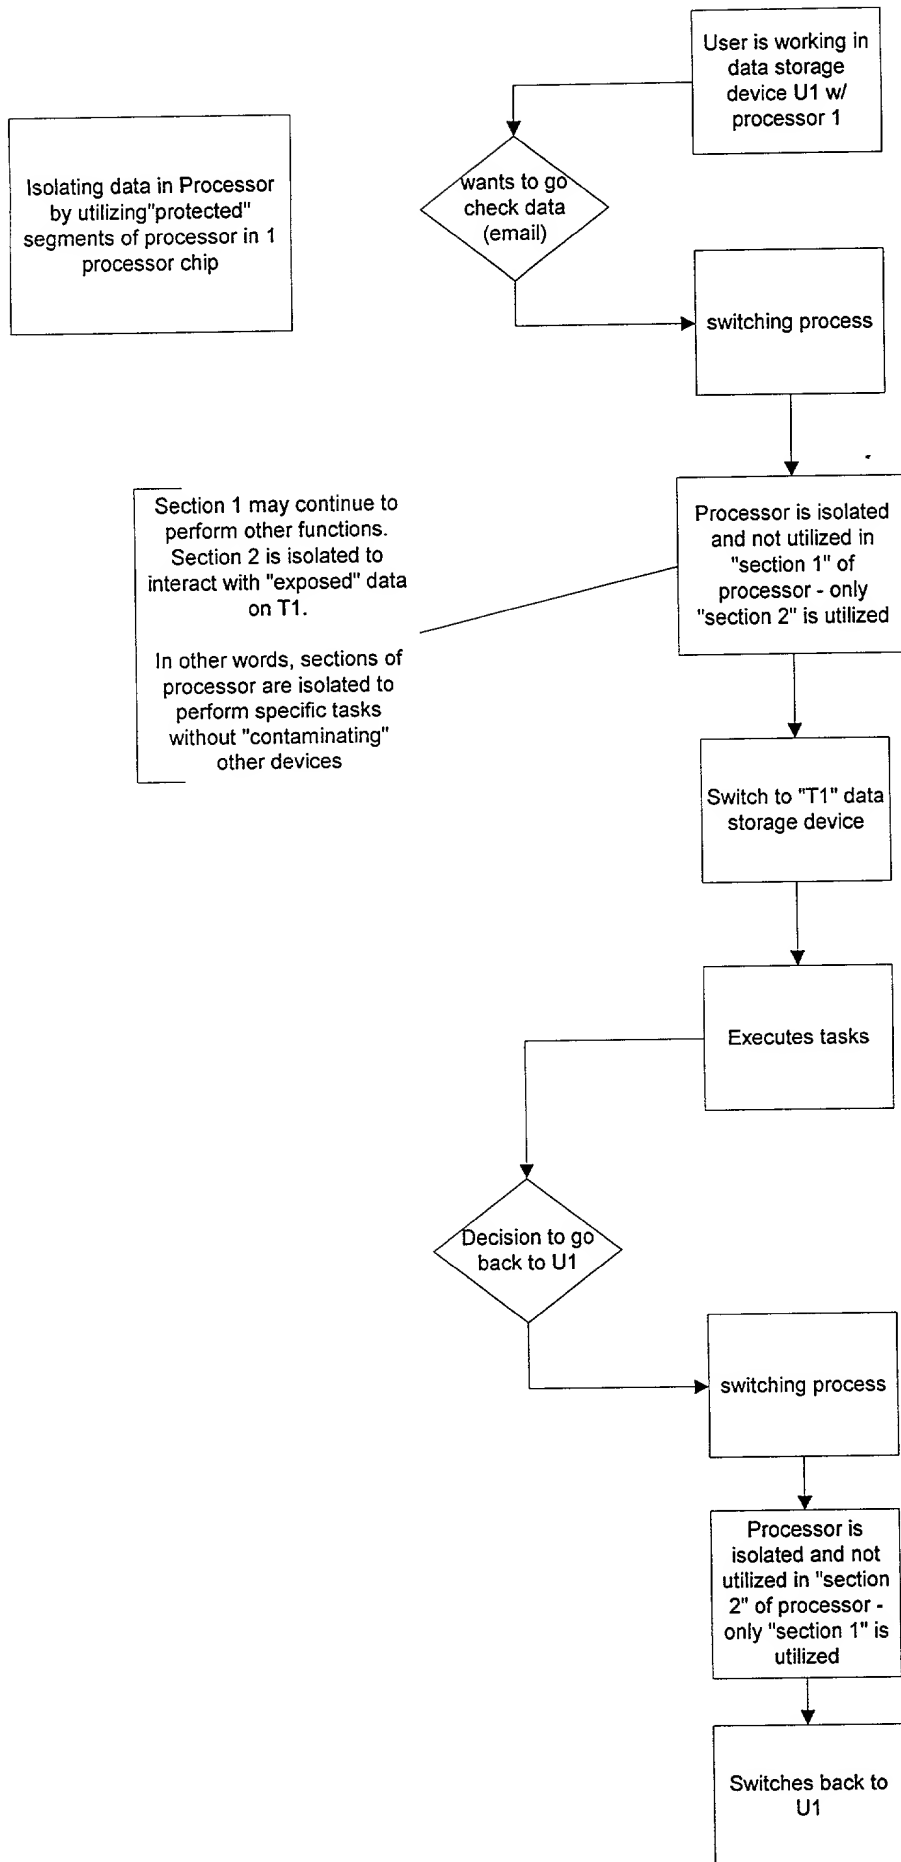 User is working in
data storage
device U1 w/
processor 1
Isolating data in Processor
by utilizing"protected"
segments of processor in 1
processor chip
wants to go
check data
(email)
switching process
Section 1 may continue to
perform other functions.
Section 2 is isolated to
interact with "exposed" data
on T1.
In other words, sections of
processor are isolated to
perform specific tasks
without "contaminating"
other devices
Processor is isolated
and not utilized in
"section 1" of
processor - only
"section 2" is utilized
Switch to "T1" data
storage device
Executes tasks
Decision to go
back to U1
switching process
Processor is
isolated and not
utilized in "section
2" of processor -
only "section 1" is
utilized
Switches back to
U1